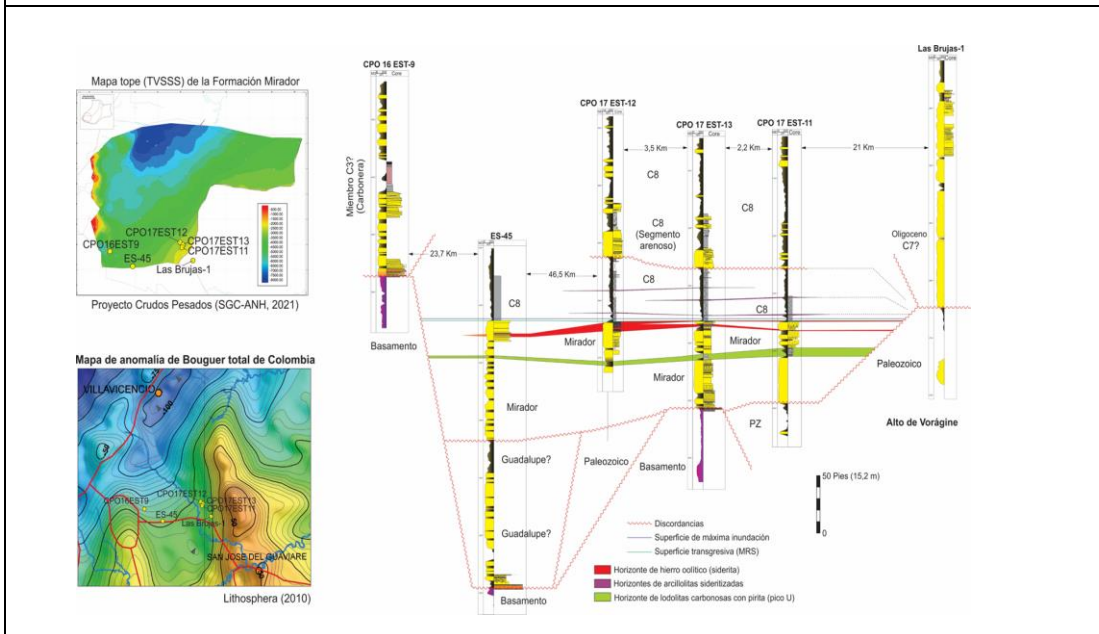 Mapa tope (TVSSS) de la Formación Mirador
CPO16EST9
ES-45
CPO17EST12
CPO17EST13
CPO17EST11
Las Brujas-1
Proyecto Crudos Pesados (SGC-ANH, 2021)
Mapa de anomalía de Bouguer total de Colombia
VILLAVICENCIO
-100
CPO16EST9
ES-45
CPO17EST12
CPO17EST13
CPO17EST11
Las Brujas-1
SAN JOSE DEL GUAVIARE
Lithosphera (2010)
CPO 16 EST-9
Core
Miembro C3?
(Carbonera)
Basamento
23,7 Km
ES-45
Core
C8
Mirador
Guadalupe?
Guadalupe?
Basamento
46,5 Km
CPO 17 EST-12
Core
Mirador
Paleozoico
3,5 Km
C8
C8
(Segmento
arenoso)
C8
Mirador
Basamento
CPO 17 EST-13
Core
2,2 Km
C8
Mirador
PZ
CPO 17 EST-11
Core
21 Km
C8
Oligoceno
C7??
Paleozoico
Las Brujas-1
Core
Alto de Vorágine
50 Pies (15,2 m)
0
Discordancias
Superficie de máxima inundación
Superficie transgresiva (MRS)
Horizonte de hierro oolítico (siderita)
Horizontes de arcillolitas sideritizadas
Horizonte de lodolitas carbonosas con pirita (pico U)